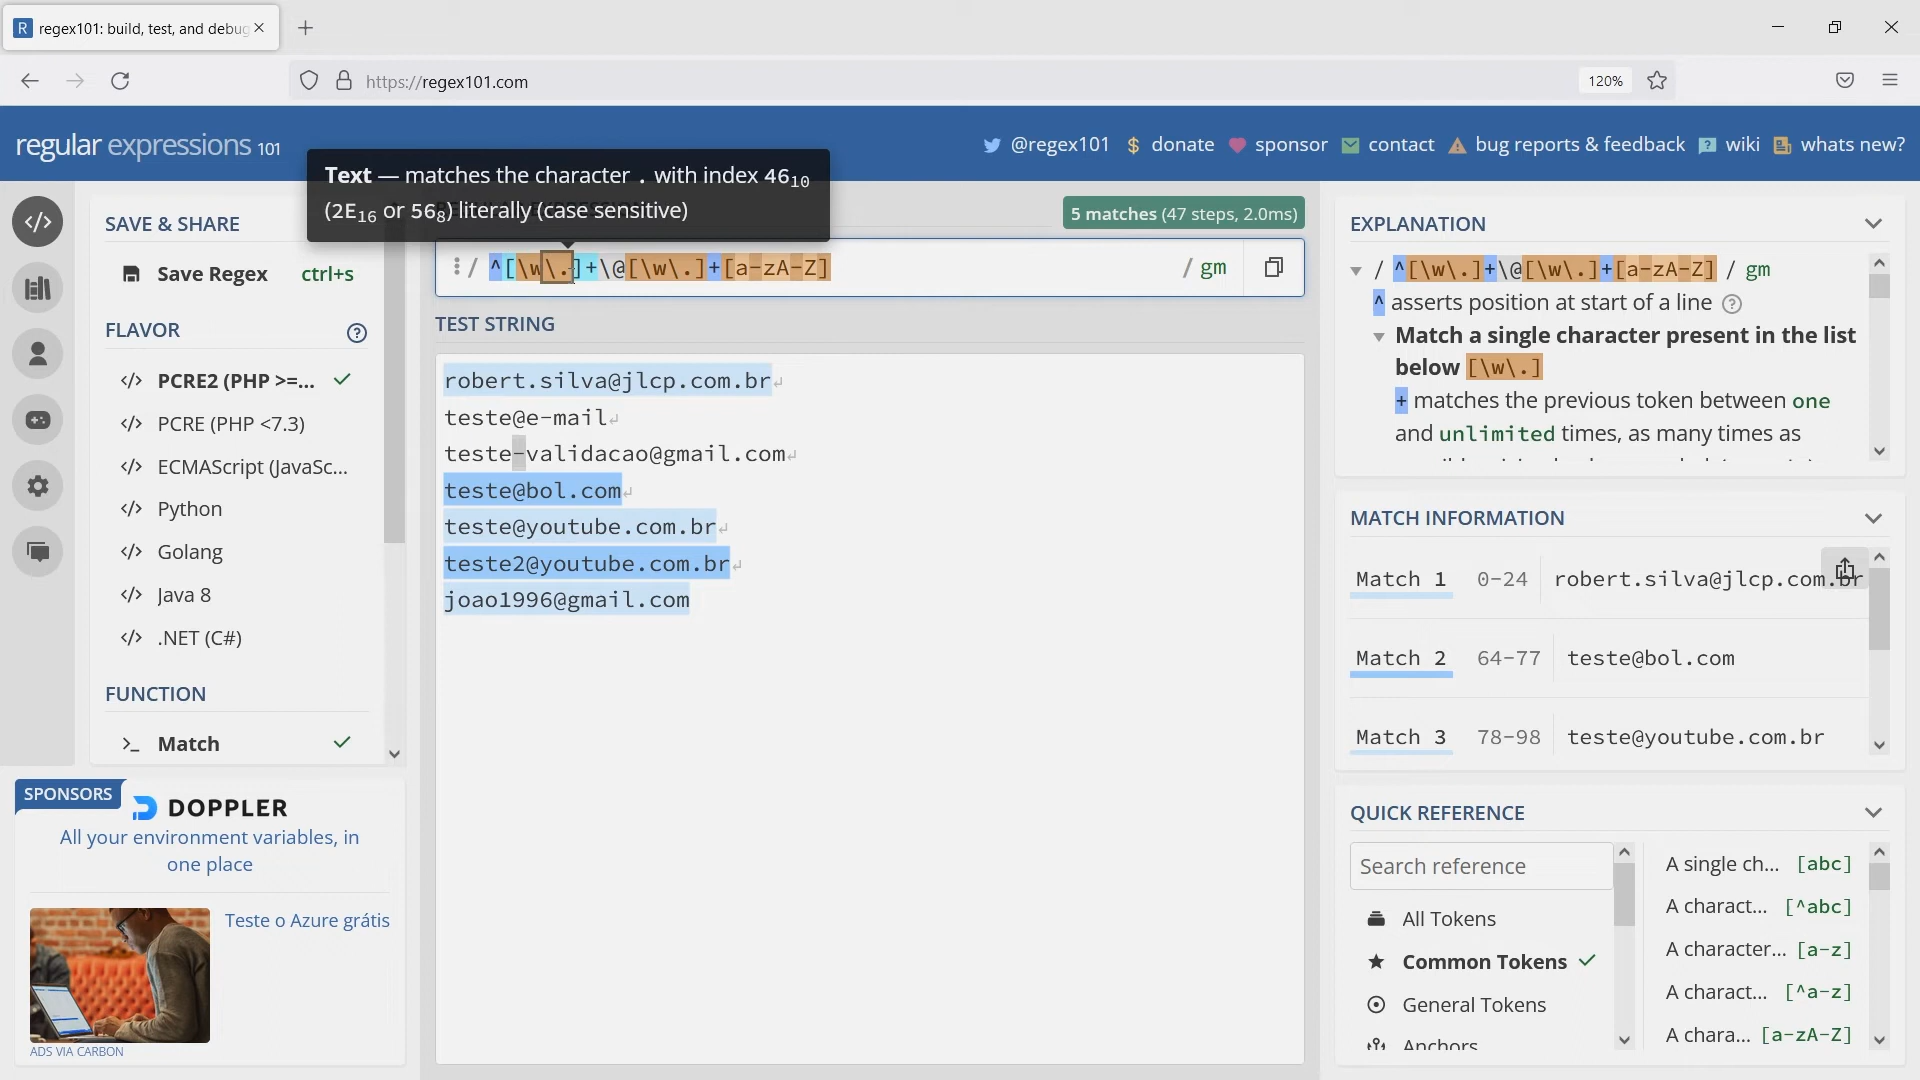 regex101: build, test, and debug
https://regex101.com
120%
regular expressions 101
@regex101
donate
sponsor
contact
bug reports & feedback
wiki
whats new?
Text — matches the character . with index 46₁₀
(2E₁₆ or 56₈) literally (case sensitive)
5 matches (47 steps, 2.0ms)
/ ^[\w\.]+\@[\w\.]+[a-zA-Z] / gm
SAVE & SHARE
Save Regex ctrl+s
FLAVOR
PCRE2 (PHP >=...
PCRE (PHP <7.3)
ECMAScript (JavaSc...
Python
Golang
Java 8
.NET (C#)
FUNCTION
Match
SPONSORS
DOPPLER
All your environment variables, in
one place
Teste o Azure grátis
ADS VIA CARBON
TEST STRING
robert.silva@jlcp.com.br
teste@e-mail
teste-validacao@gmail.com
teste@bol.com
teste@youtube.com.br
teste2@youtube.com.br
joao1996@gmail.com
EXPLANATION
/ ^[\w\.]+\@[\w\.]+[a-zA-Z] / gm
^ asserts position at start of a line
Match a single character present in the list
below [\w\.]
+ matches the previous token between one
and unlimited times, as many times as
MATCH INFORMATION
Match 1 0-24 robert.silva@jlcp.com.br
Match 2 64-77 teste@bol.com
Match 3 78-98 teste@youtube.com.br
QUICK REFERENCE
Search reference
All Tokens
Common Tokens
General Tokens
Anchors
A single ch... [abc]
A charact... [^abc]
A character... [a-z]
A charact... [^a-z]
A chara... [a-zA-Z]